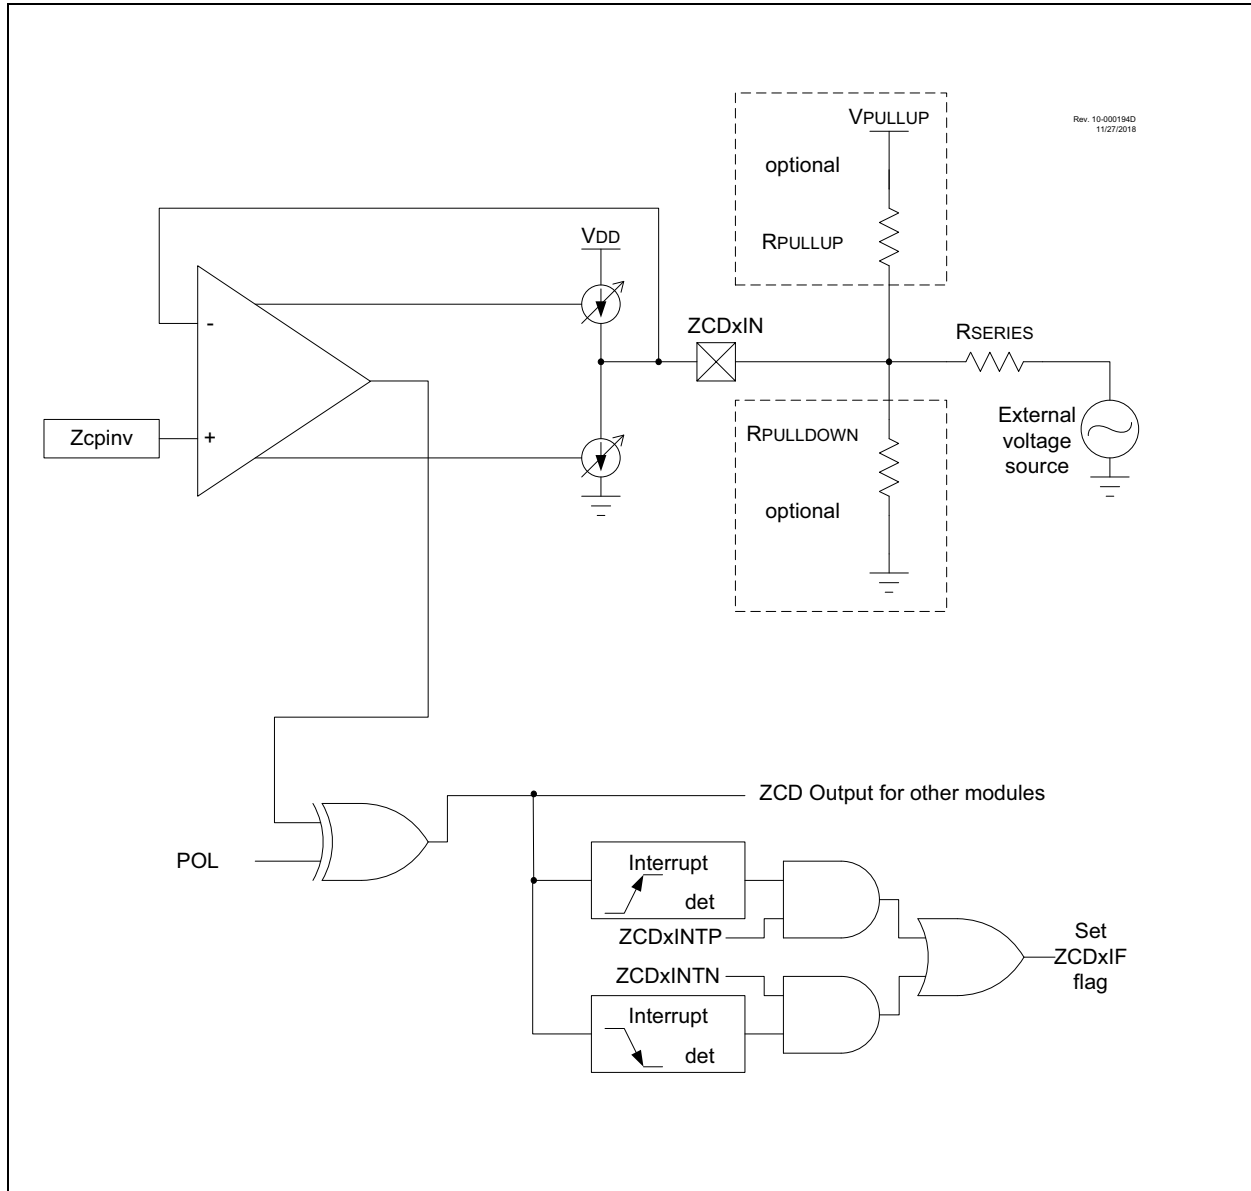 VPULLUP
Rev. 10-000194D
11/27/2018
optional
RPULLUP
VDD
-
ZCDxIN
RSERIES
Zcpinv
+
RPULLDOWN
External
voltage
source
optional
ZCD Output for other modules
POL
Interrupt
det
ZCDxINTP
ZCDxINTN
Interrupt
det
Set
ZCDxIF
flag